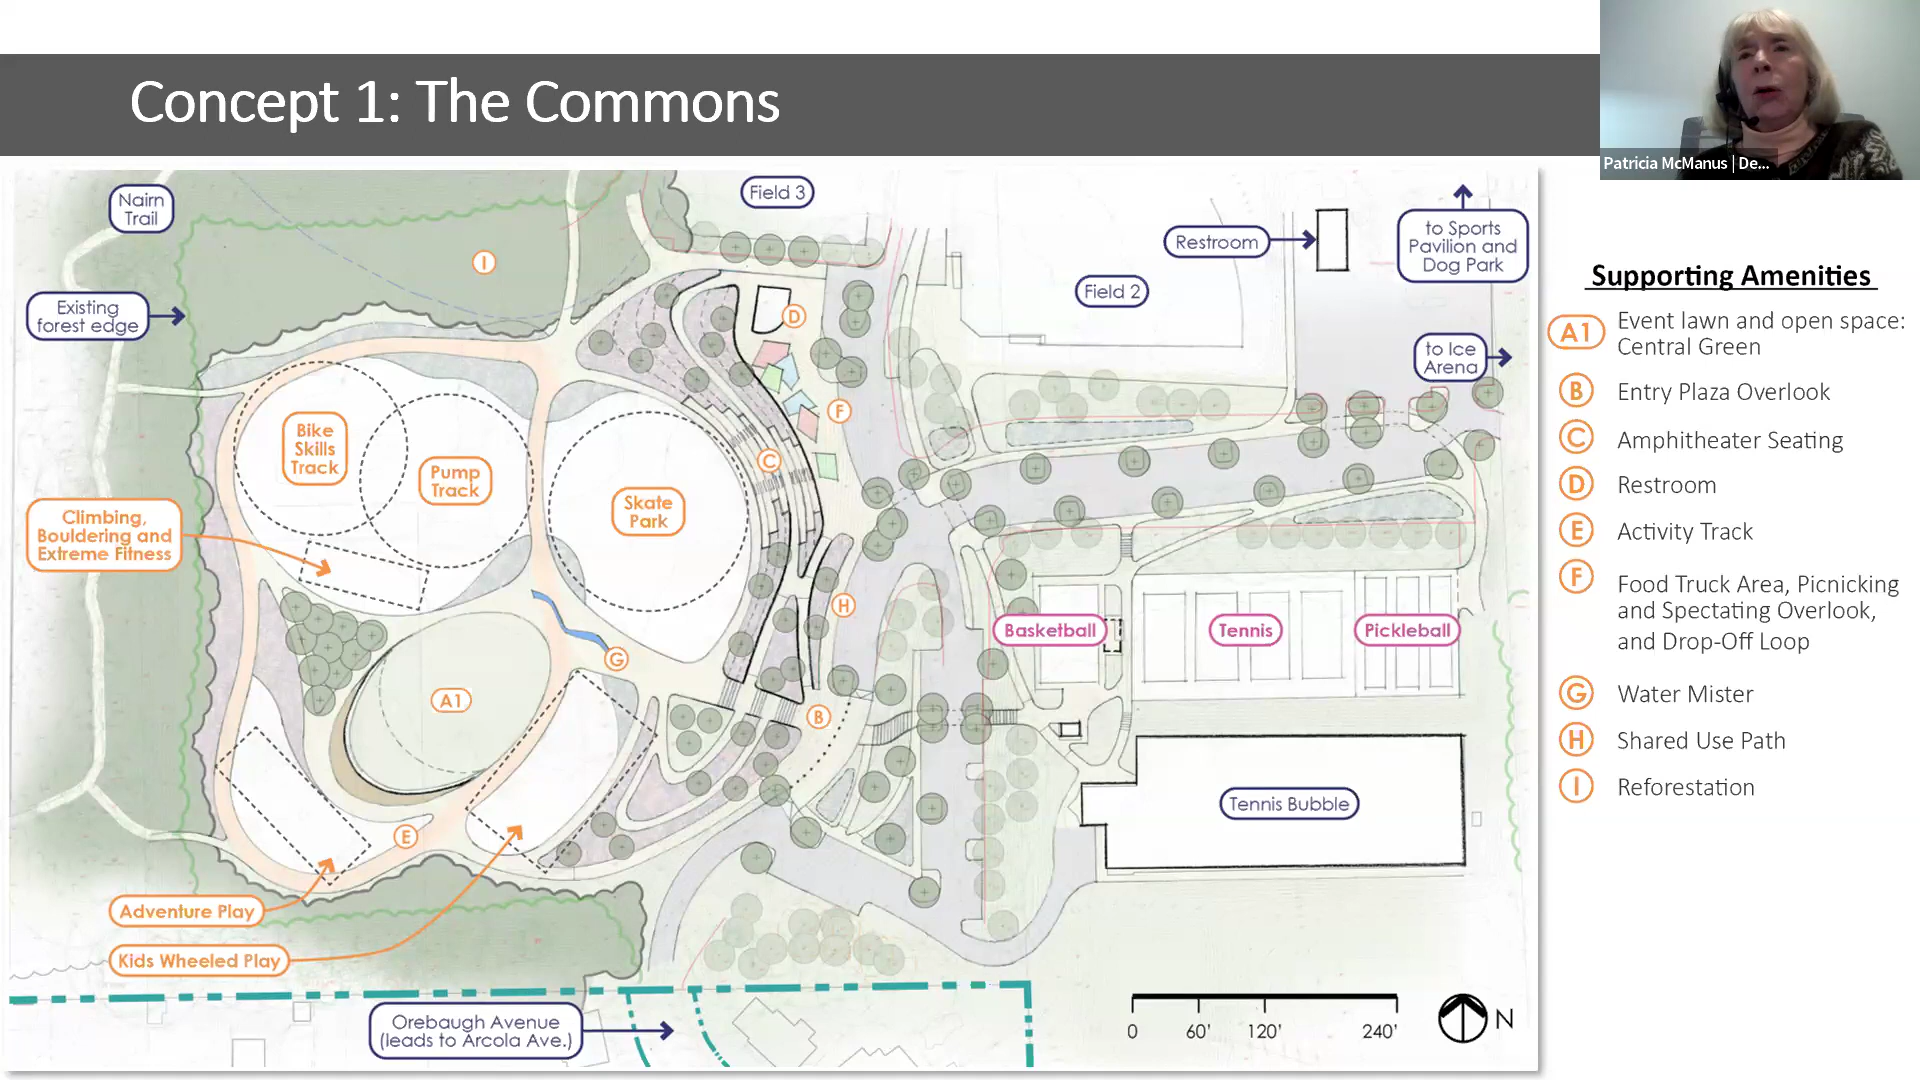 Concept 1: The Commons
Patricia McManus | De...
Nairn
Trail
Field 3
Restroom
to Sports
Pavilion and
Dog Park
I
Existing
forest edge
Field 2
D
to Ice
Arena
F
Bike
Skills
Track
Pump
Track
C
Skate
Park
Climbing,
Bouldering and
Extreme Fitness
H
Basketball
Tennis
Pickleball
G
A1
B
Tennis Bubble
E
Adventure Play
Kids Wheeled Play
Orebaugh Avenue
(leads to Arcola Ave.)
0 60' 120' 240'
N
Supporting Amenities
A1 Event lawn and open space:
Central Green
B Entry Plaza Overlook
C Amphitheater Seating
D Restroom
E Activity Track
F Food Truck Area, Picnicking
and Spectating Overlook,
and Drop-Off Loop
G Water Mister
H Shared Use Path
I Reforestation